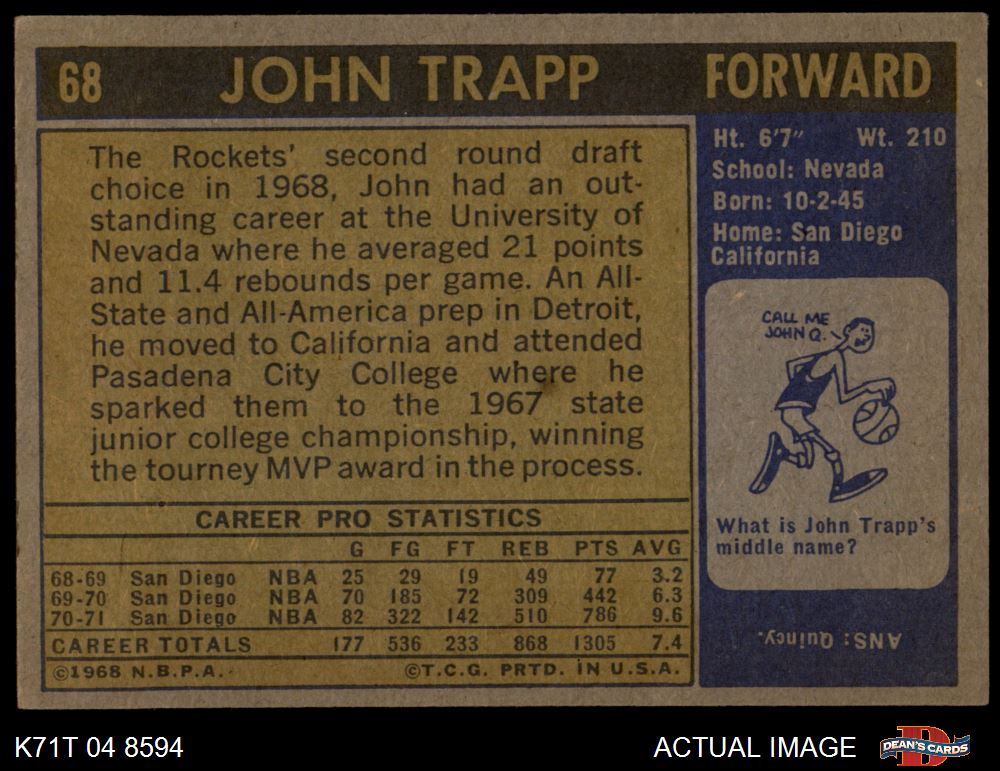 68 JOHN TRAPP FORWARD
The Rockets' second round draft
choice in 1968, John had an out-
standing career at the University of
Nevada where he averaged 21 points
and 11.4 rebounds per game. An All-
State and All-America prep in Detroit,
he moved to California and attended
Pasadena City College where he
sparked them to the 1967 state
junior college championship, winning
the tourney MVP award in the process.
Ht. 6'7" Wt. 210
School: Nevada
Born: 10-2-45
Home: San Diego
California
CALL ME
JOHN Q.
What is John Trapp's
middle name?
ANS: Quincy.
CAREER PRO STATISTICS
G FG FT REB PTS AVG
68-69 San Diego NBA 25 29 19 49 77 3.2
69-70 San Diego NBA 70 185 72 309 442 6.3
70-71 San Diego NBA 82 322 142 510 786 9.6
CAREER TOTALS 177 536 233 868 1305 7.4
©1968 N.B.P.A. ©T.C.G. PRTD. IN U.S.A.
K71T 04 8594 ACTUAL IMAGE DEAN'S CARDS